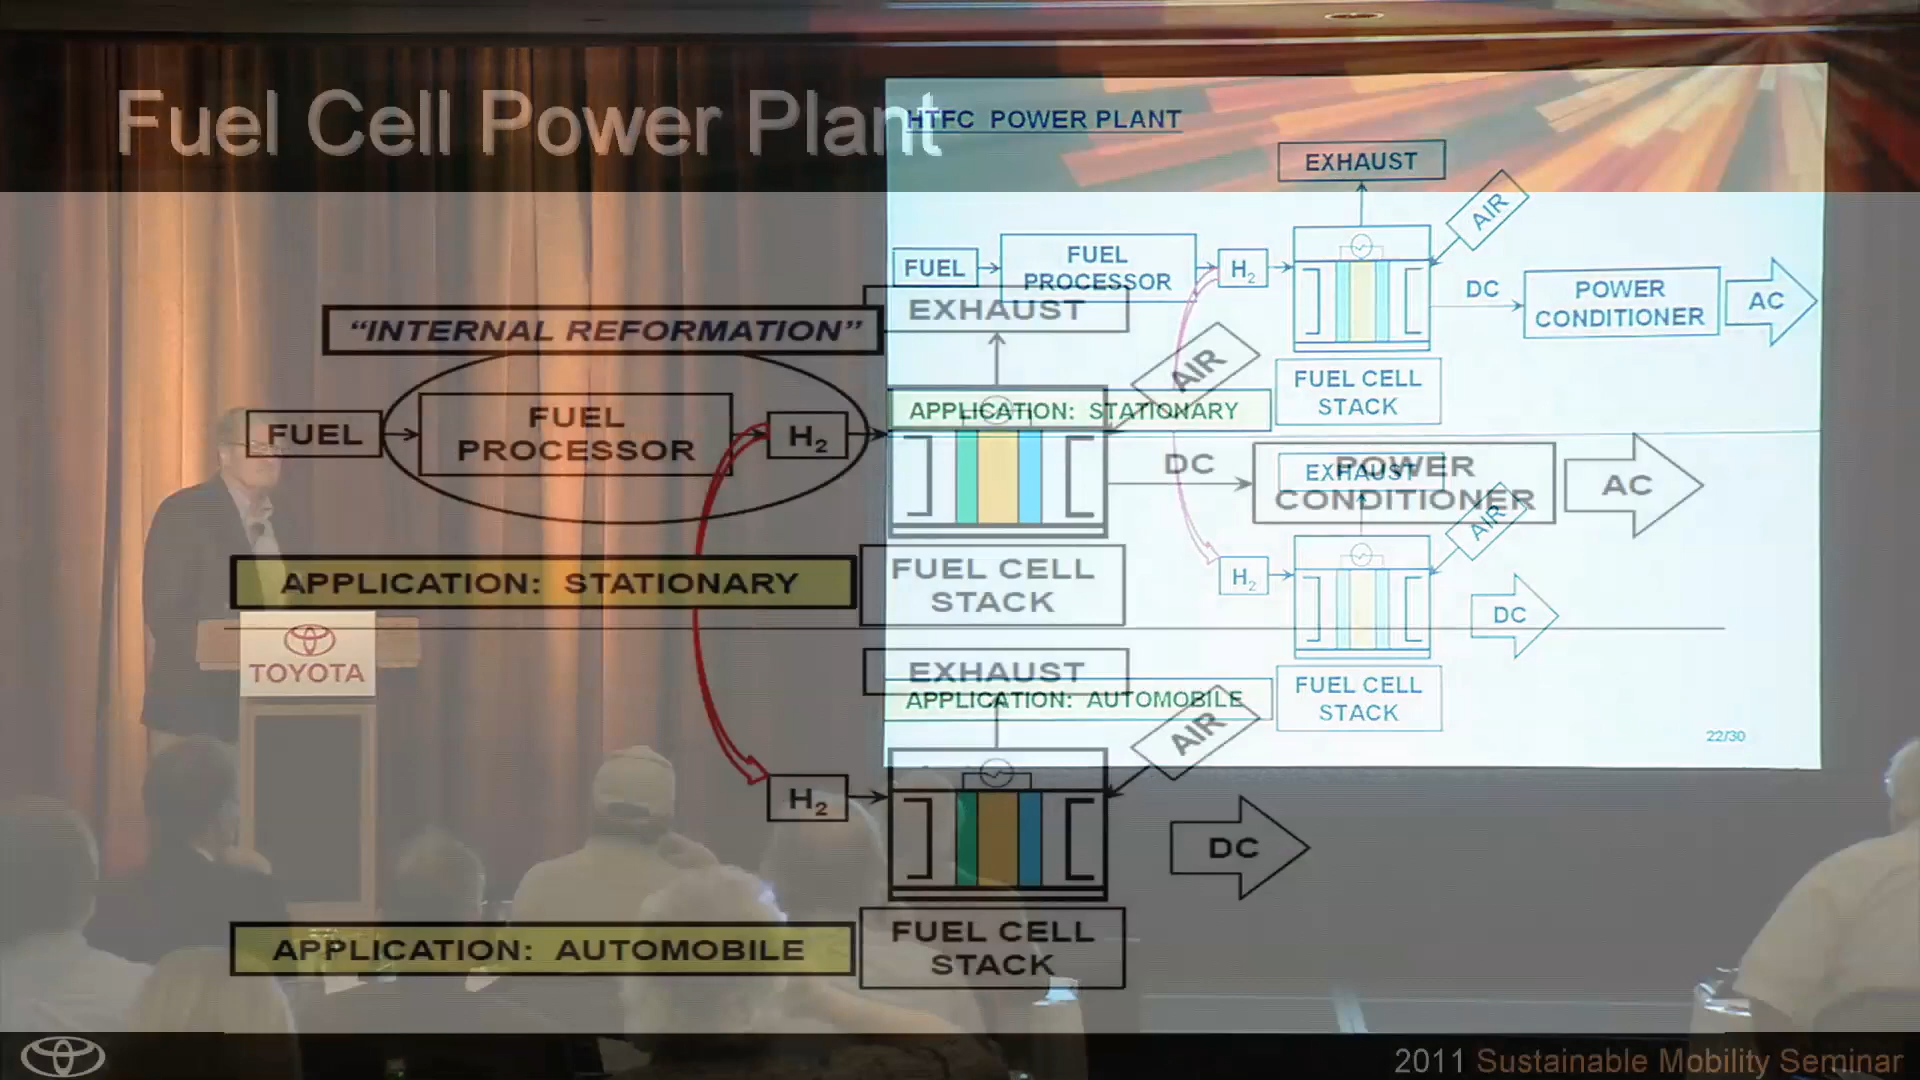 Fuel Cell Power Plant
HTFC POWER PLANT
EXHAUST
AIR
FUEL
FUEL
PROCESSOR
H₂
DC
POWER
CONDITIONER
AC
FUEL CELL
STACK
APPLICATION: STATIONARY
EXHAUST
AIR
H₂
DC
FUEL CELL
STACK
APPLICATION: AUTOMOBILE
22/30
"INTERNAL REFORMATION"
EXHAUST
AIR
FUEL
FUEL
PROCESSOR
H₂
DC
POWER
CONDITIONER
AC
APPLICATION: STATIONARY
FUEL CELL
STACK
EXHAUST
AIR
H₂
DC
APPLICATION: AUTOMOBILE
FUEL CELL
STACK
TOYOTA
2011 Sustainable Mobility Seminar